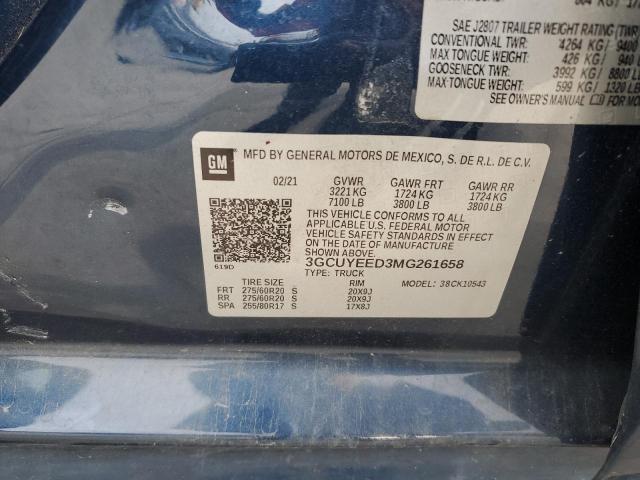 SAE J2807 TRAILER WEIGHT RATING (TWR
CONVENTIONAL TWR: 4264 KG/ 9400
MAX TONGUE WEIGHT: 426 KG/ 940 LB
GOOSENECK TWR: 3992 KG/ 8800 L
MAX TONGUE WEIGHT: 599 KG/ 1320 LB
SEE OWNER'S MANUAL FOR MO
GM
MFD BY GENERAL MOTORS DE MEXICO, S. DE R.L. DE C.V.
02/21 GVWR GAWR FRT GAWR RR
3221 KG 1724 KG 1724 KG
7100 LB 3800 LB 3800 LB
THIS VEHICLE CONFORMS TO ALL
APPLICABLE U.S. FEDERAL MOTOR
VEHICLE SAFETY STANDARDS IN EFFECT
ON THE DATE OF MANUFACTURE
SHOWN ABOVE.
3GCUYEED3MG261658
619D
TYPE: TRUCK MODEL: 38CK10543
TIRE SIZE RIM
FRT 275/60R20 S 20X9J
RR 275/60R20 S 20X9J
SPA 255/80R17 S 17X8J